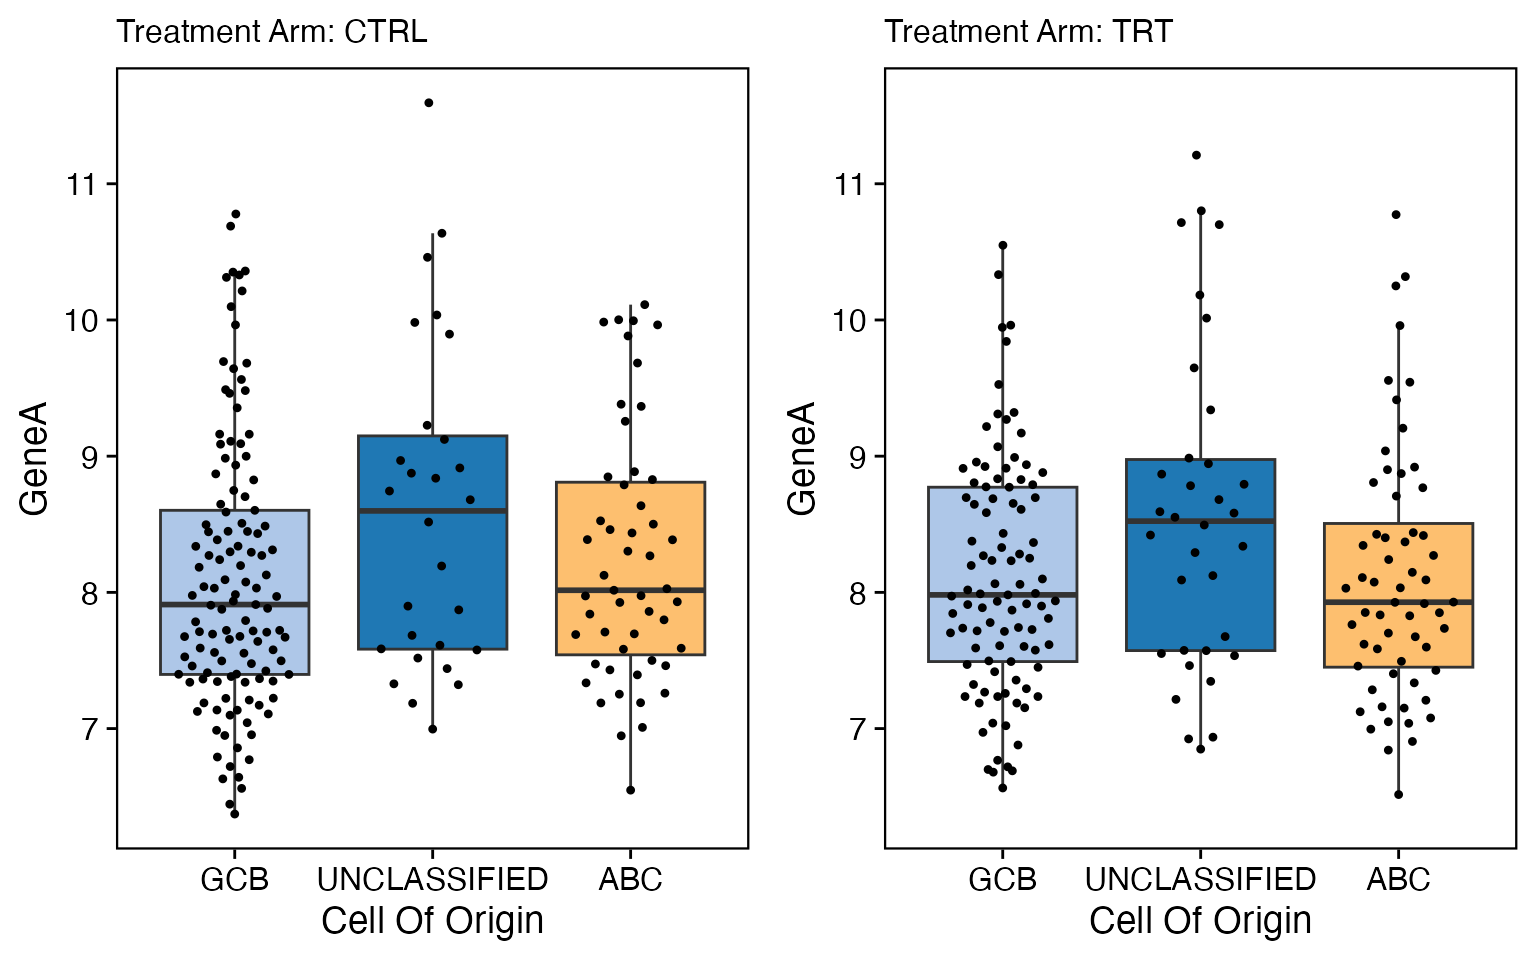 Treatment Arm: CTRL
GeneA
11
10
9
8
7
GCB UNCLASSIFIED ABC
Cell Of Origin
Treatment Arm: TRT
GeneA
11
10
9
8
7
GCB UNCLASSIFIED ABC
Cell Of Origin